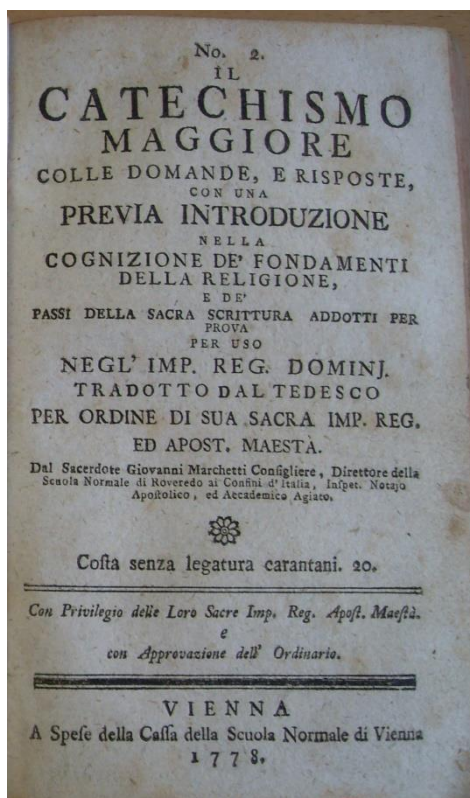 No. 2.
IL
CATECHISMO
MAGGIORE
COLLE DOMANDE, E RISPOSTE,
CON UNA
PREVIA INTRODUZIONE
NELLA
COGNIZIONE DE' FONDAMENTI
DELLA RELIGIONE,
E DE'
PASSI DELLA SACRA SCRITTURA ADDOTTI PER
PROVA
PER USO
NEGL' IMP. REG. DOMINJ.
TRADOTTO DAL TEDESCO
PER ORDINE DI SUA SACRA IMP. REG.
ED APOST. MAESTÀ.
Dal Sacerdote Giovanni Marchetti Conſigliere, Direttore della
Scuola Normale di Roveredo ai Confini d'Italia, Inſpet. Notajo
Apoſtolico, ed Accademico Agiato.
Coſta senza legatura carantani. 20.
Con Privilegio delle Loro Sacre Imp. Reg. Apoſt. Maeſtà.
e
con Approvazione dell' Ordinario.
VIENNA
A Speſe della Caſſa della Scuola Normale di Vienna
1778.